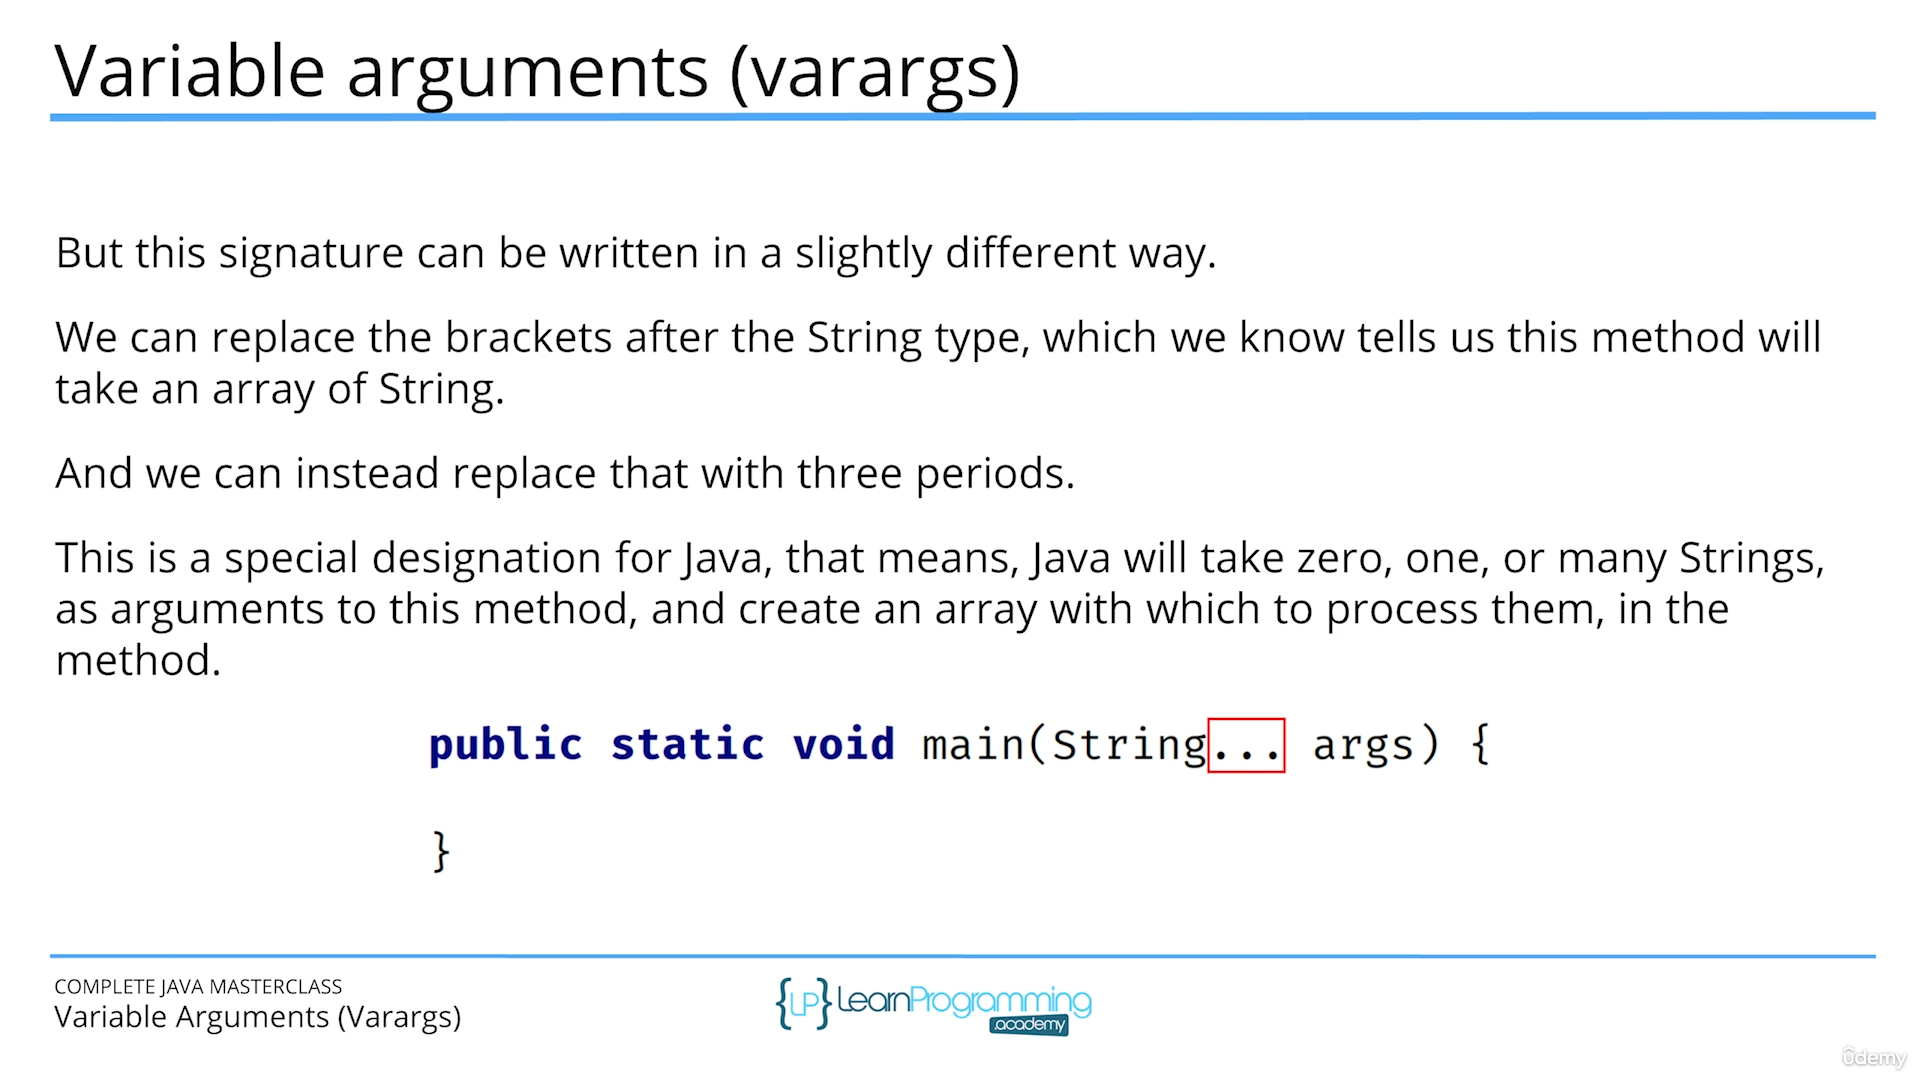 Variable arguments (varargs)
But this signature can be written in a slightly different way.
We can replace the brackets after the String type, which we know tells us this method will
take an array of String.
And we can instead replace that with three periods.
This is a special designation for Java, that means, Java will take zero, one, or many Strings,
as arguments to this method, and create an array with which to process them, in the
method.
public static void main(String... args) {
}
COMPLETE JAVA MASTERCLASS
Variable Arguments (Varargs)
{LP} LearnProgramming
.academy
ûdemy